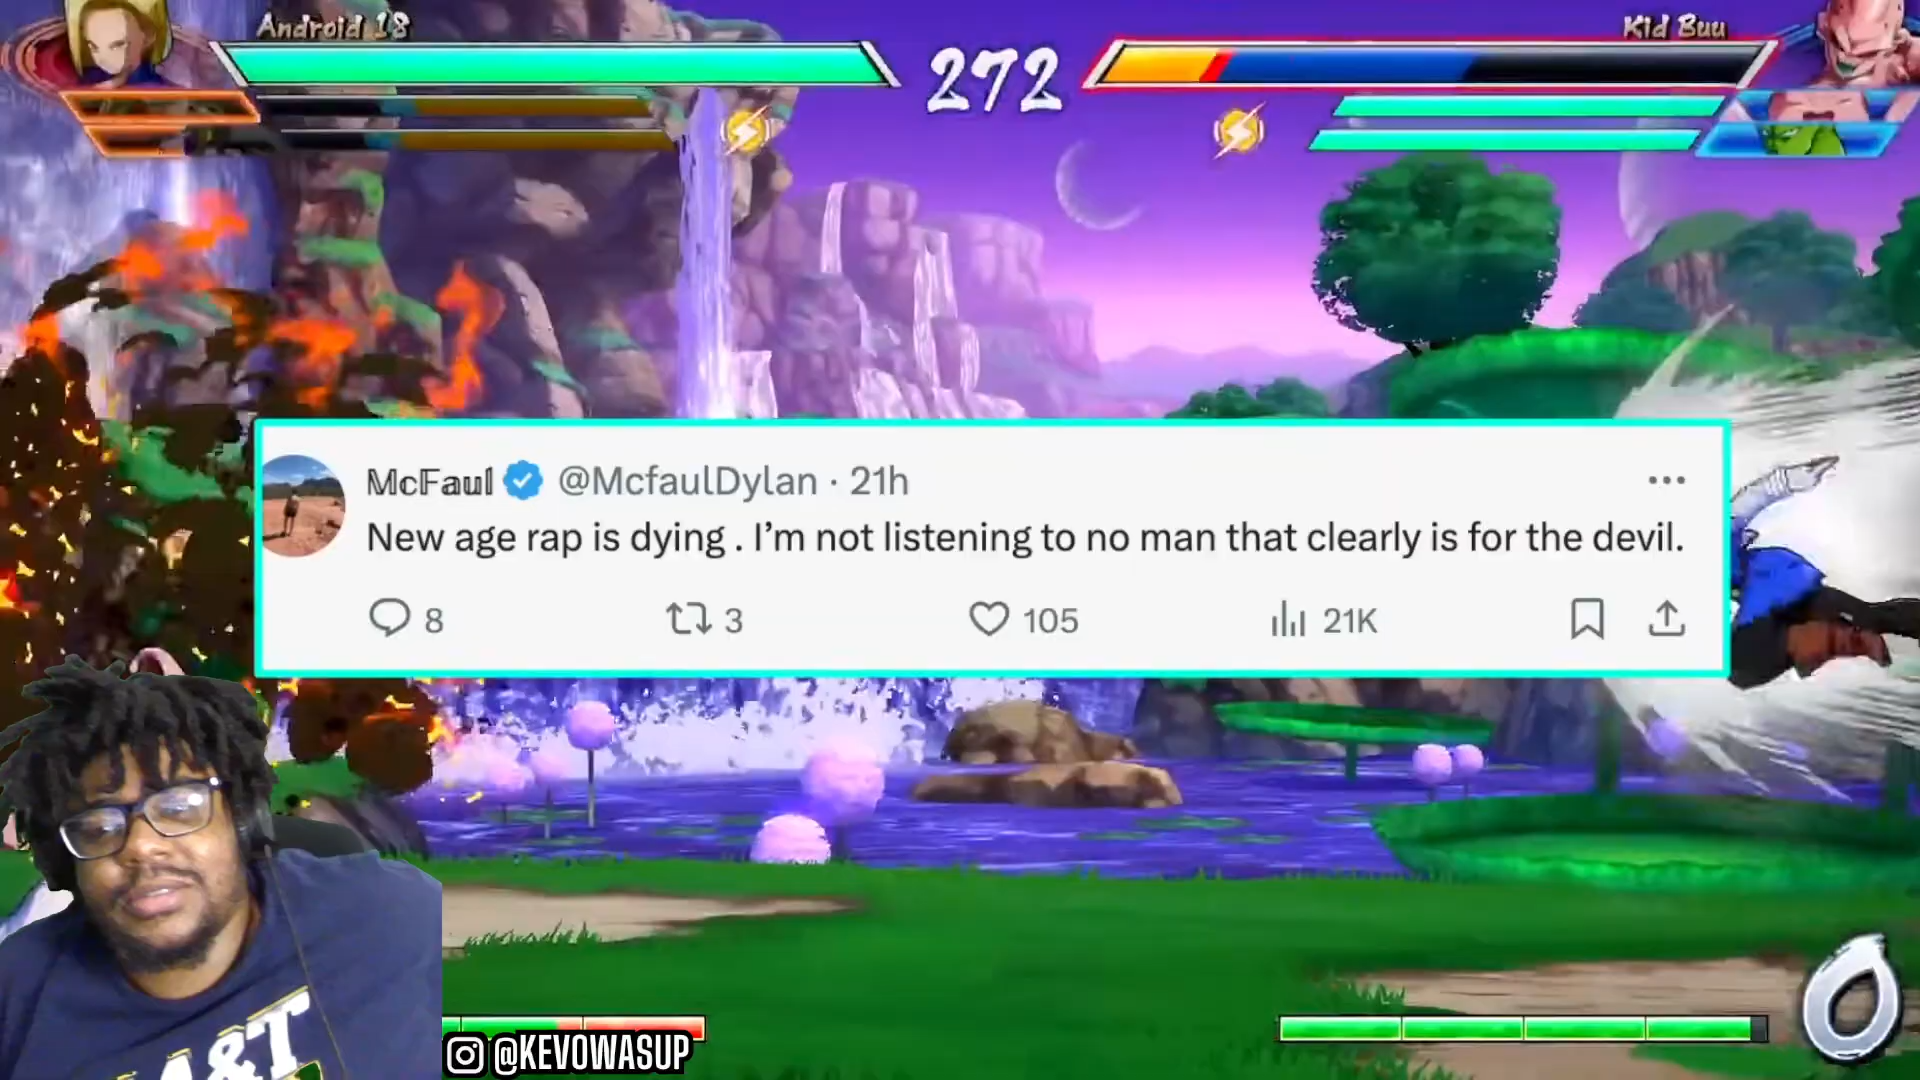 Android 18
272
Kid Buu
McFaul @McfaulDylan · 21h
New age rap is dying . I’m not listening to no man that clearly is for the devil.
8 3 105 21K
A&T
0
@KEVOWASUP